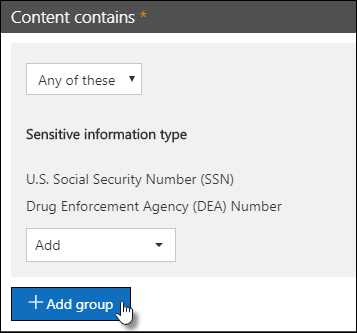 Content contains *
Any of these
Sensitive information type
U.S. Social Security Number (SSN)
Drug Enforcement Agency (DEA) Number
Add
+ Add group